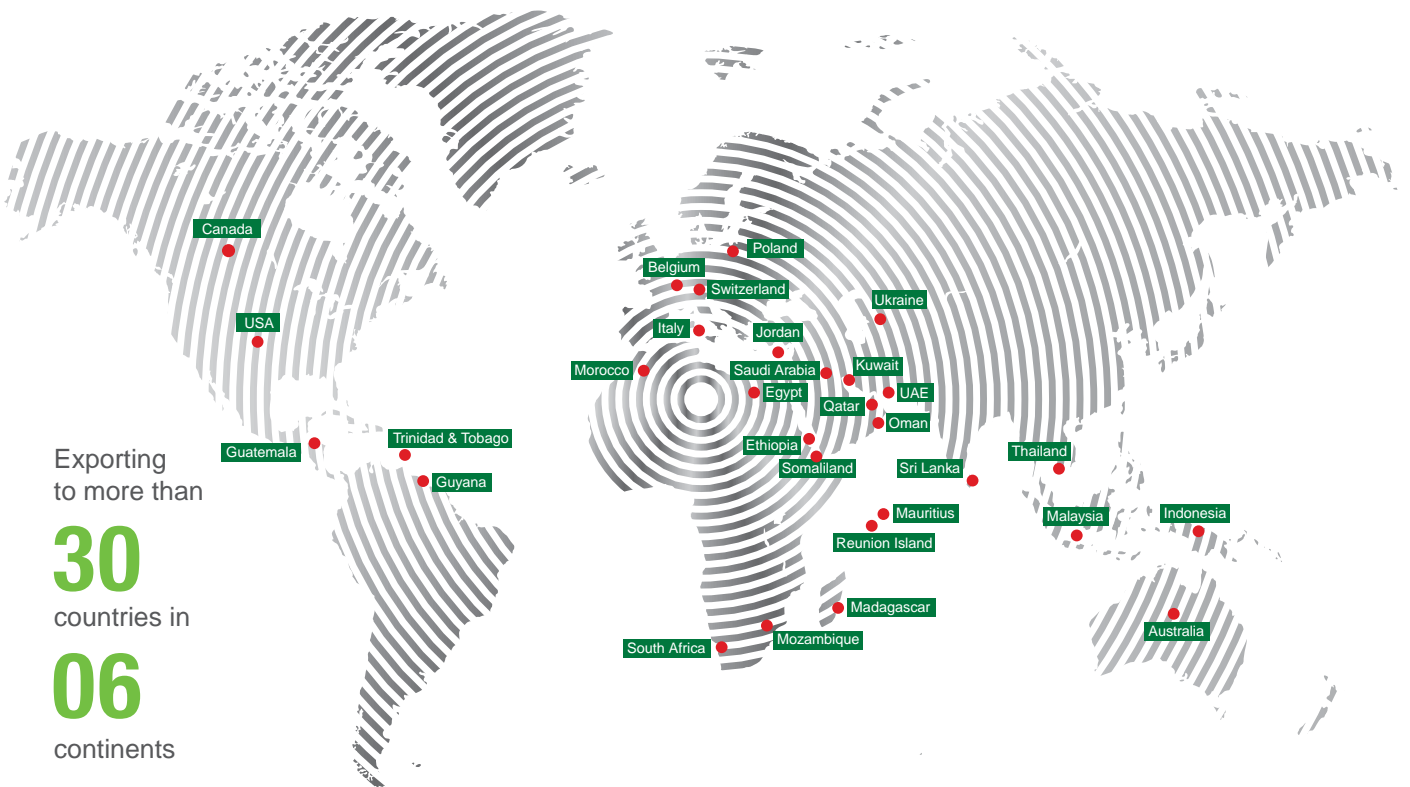 Canada
Poland
Belgium
Switzerland
Ukraine
USA
Italy
Jordan
Morocco
Saudi Arabia
Kuwait
Egypt
UAE
Qatar
Oman
Guatemala
Trinidad & Tobago
Ethiopia
Somaliland
Sri Lanka
Thailand
Guyana
Mauritius
Reunion Island
Malaysia
Indonesia
Madagascar
Mozambique
South Africa
Australia
Exporting
to more than
30
countries in
06
continents